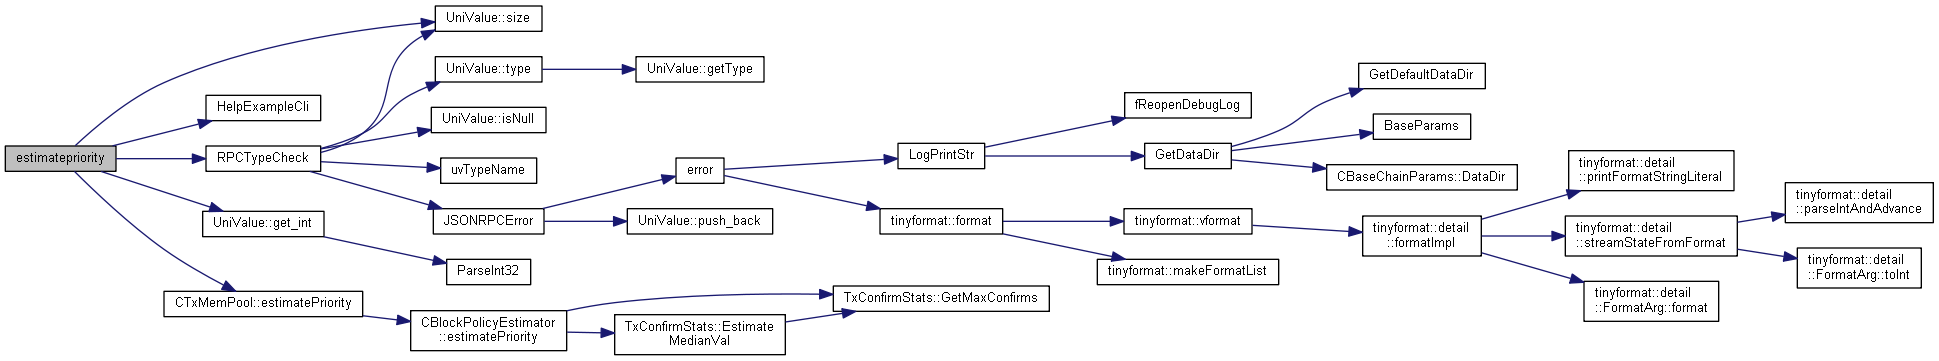 estimatepriority
UniValue::size
HelpExampleCli
RPCTypeCheck
UniValue::type
UniValue::getType
UniValue::isNull
uvTypeName
JSONRPCError
error
LogPrintStr
fReopenDebugLog
GetDataDir
GetDefaultDataDir
BaseParams
CBaseChainParams::DataDir
tinyformat::format
tinyformat::vformat
tinyformat::detail
::formatImpl
tinyformat::detail
::printFormatStringLiteral
tinyformat::detail
::streamStateFromFormat
tinyformat::detail
::parseIntAndAdvance
tinyformat::detail
::FormatArg::toInt
tinyformat::detail
::FormatArg::format
tinyformat::makeFormatList
UniValue::push_back
UniValue::get_int
ParseInt32
CTxMemPool::estimatePriority
CBlockPolicyEstimator
::estimatePriority
TxConfirmStats::GetMaxConfirms
TxConfirmStats::Estimate
MedianVal